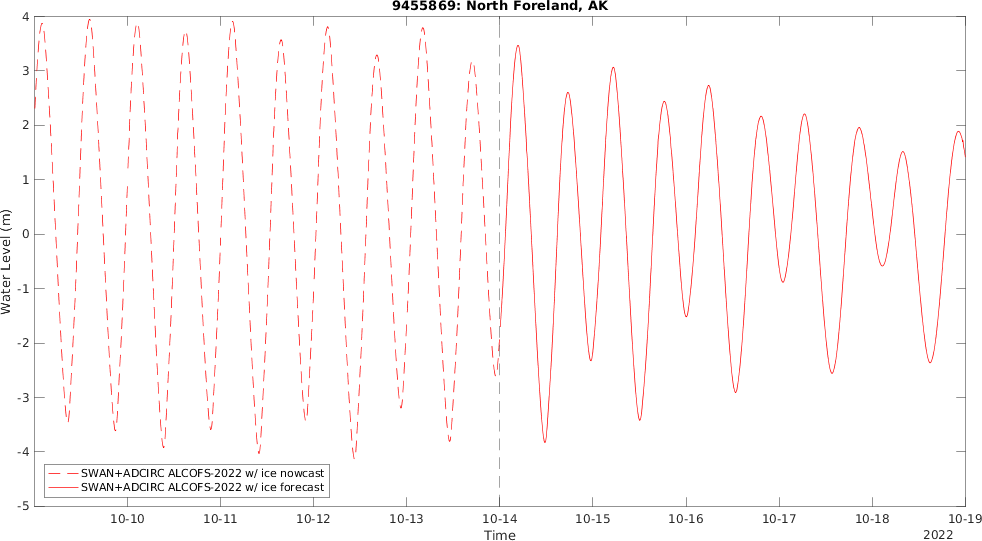 9455869: North Foreland, AK
4
3
2
1
0
-1
-2
-3
-4
-5
Water Level (m)
SWAN+ADCIRC ALCOFS-2022 w/ ice nowcast
SWAN+ADCIRC ALCOFS-2022 w/ ice forecast
10-10 10-11 10-12 10-13 10-14 10-15 10-16 10-17 10-18 10-19
Time
2022